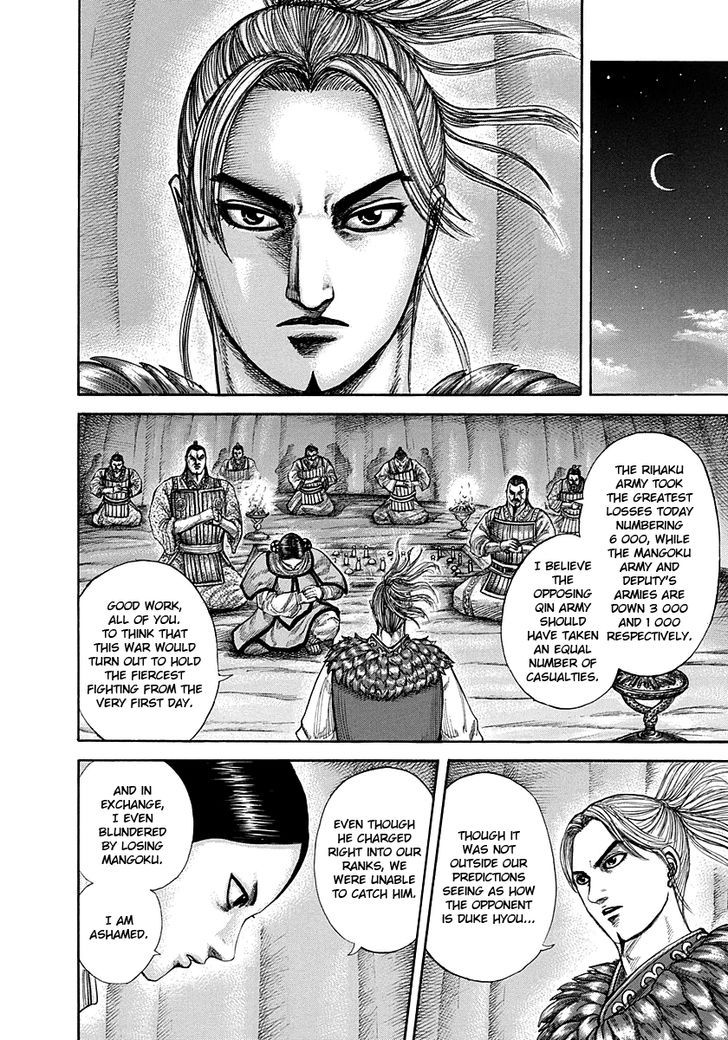 THE RIHAKU
ARMY TOOK
THE GREATEST
LOSSES TODAY
NUMBERING
6 000, WHILE
THE MANGOKU
ARMY AND
DEPUTY'S
ARMIES ARE
DOWN 3 000
AND 1 000
RESPECTIVELY.
I BELIEVE
THE
OPPOSING
QIN ARMY
SHOULD
HAVE TAKEN
AN EQUAL
NUMBER OF
CASUALTIES.
GOOD WORK,
ALL OF YOU.
TO THINK THAT
THIS WAR WOULD
TURN OUT TO HOLD
THE FIERCEST
FIGHTING FROM THE
VERY FIRST DAY.
THOUGH IT
WAS NOT
OUTSIDE OUR
PREDICTIONS
SEEING AS HOW
THE OPPONENT
IS DUKE HYOU...
EVEN THOUGH
HE CHARGED
RIGHT INTO OUR
RANKS, WE
WERE UNABLE
TO CATCH HIM.
AND IN
EXCHANGE,
I EVEN
BLUNDERED
BY LOSING
MANGOKU.
I AM
ASHAMED.